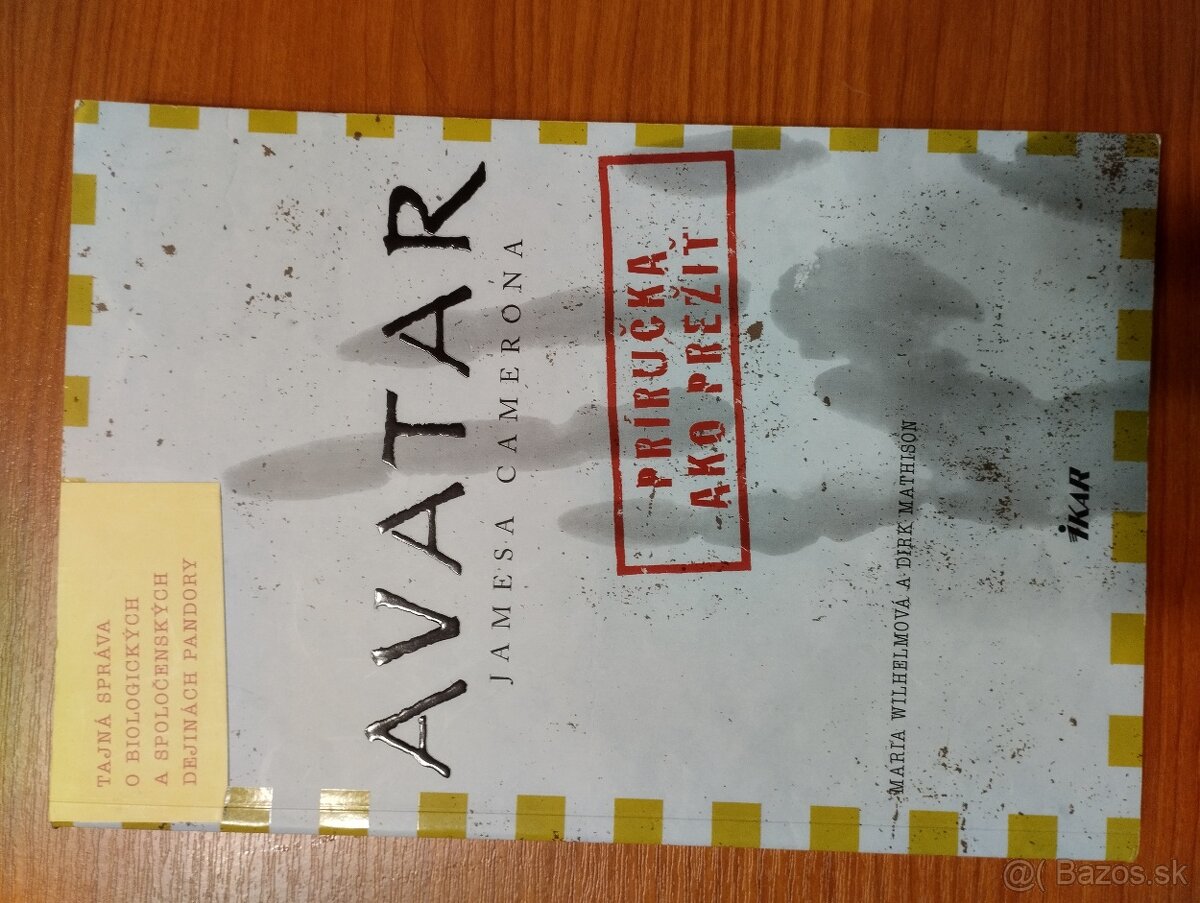 TAJNÁ SPRÁVA
O BIOLOGICKÝCH
A SPOLOČENSKÝCH
DEJINÁCH PANDORY
AVATAR
JAMESA CAMERONA
PRÍRUČKA
AKO PREŽIŤ
MARIA WILHELMOVÁ A DIRK MATHISON
IKAR
@( Bazos.sk